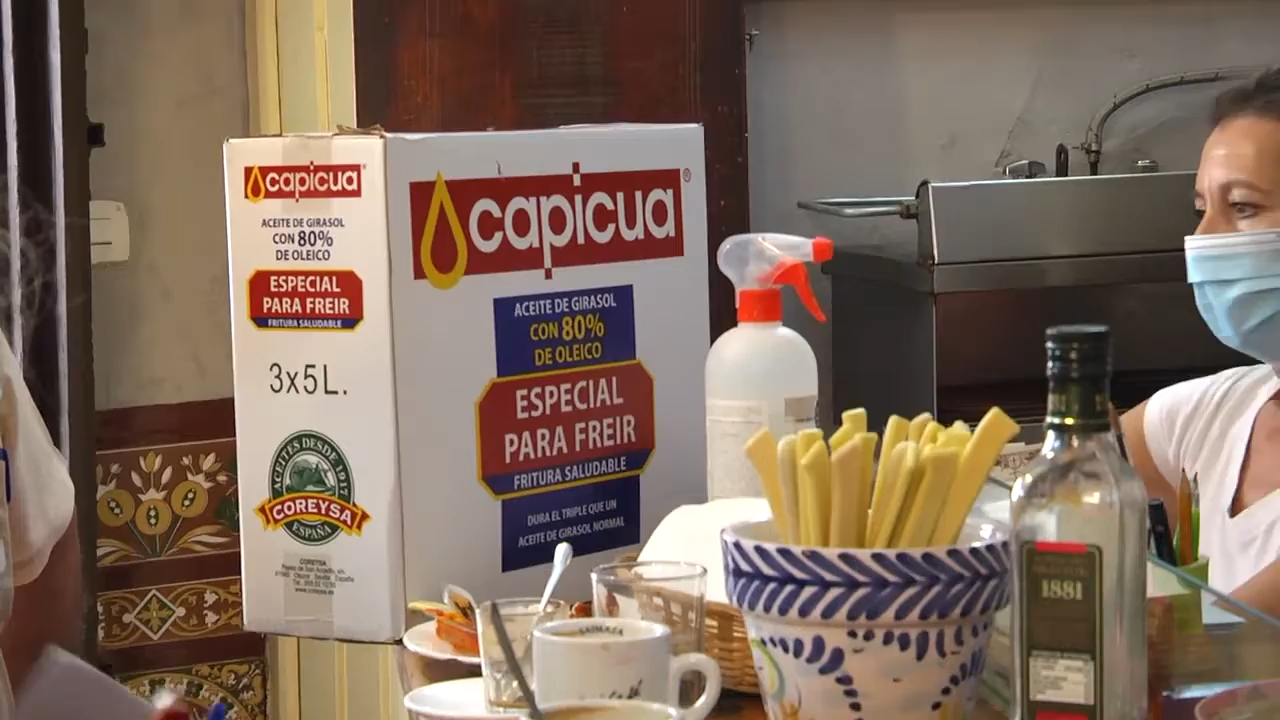 capicua
ACEITE DE GIRASOL
CON 80%
DE OLEICO
ESPECIAL
PARA FREIR
FRITURA SALUDABLE
3x5L.
ACEITES DESDE 1917
COREYSA
ESPAÑA
COREYSA
capicua®
ACEITE DE GIRASOL
CON 80%
DE OLEICO
ESPECIAL
PARA FREIR
FRITURA SALUDABLE
DURA EL TRIPLE QUE UN
ACEITE DE GIRASOL NORMAL
1881